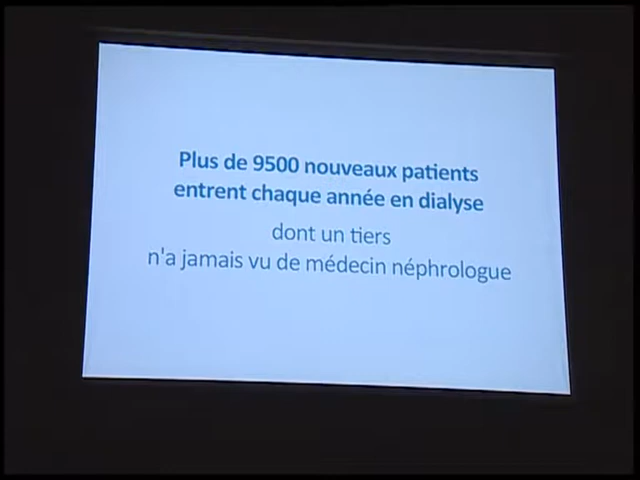 Plus de 9500 nouveaux patients
entrent chaque année en dialyse
dont un tiers
n'a jamais vu de médecin néphrologue